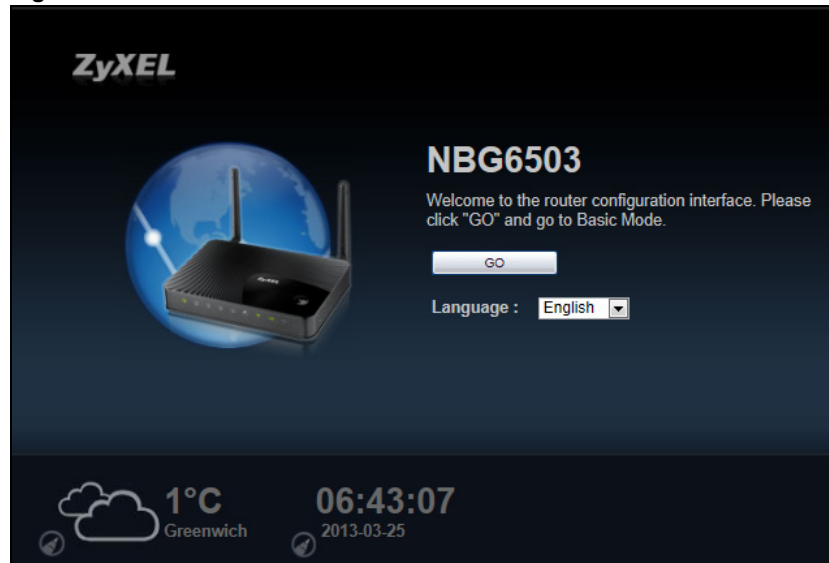 ZyXEL
NBG6503
Welcome to the router configuration interface. Please
click "GO" and go to Basic Mode.
GO
Language :
English
ZyXEL
1°C
Greenwich
06:43:07
2013-03-25